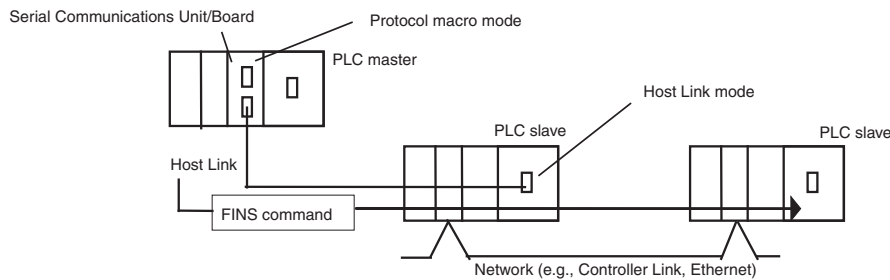 Serial Communications Unit/Board
Protocol macro mode
PLC master
Host Link mode
PLC slave
PLC slave
Host Link
FINS command
Network (e.g., Controller Link, Ethernet)